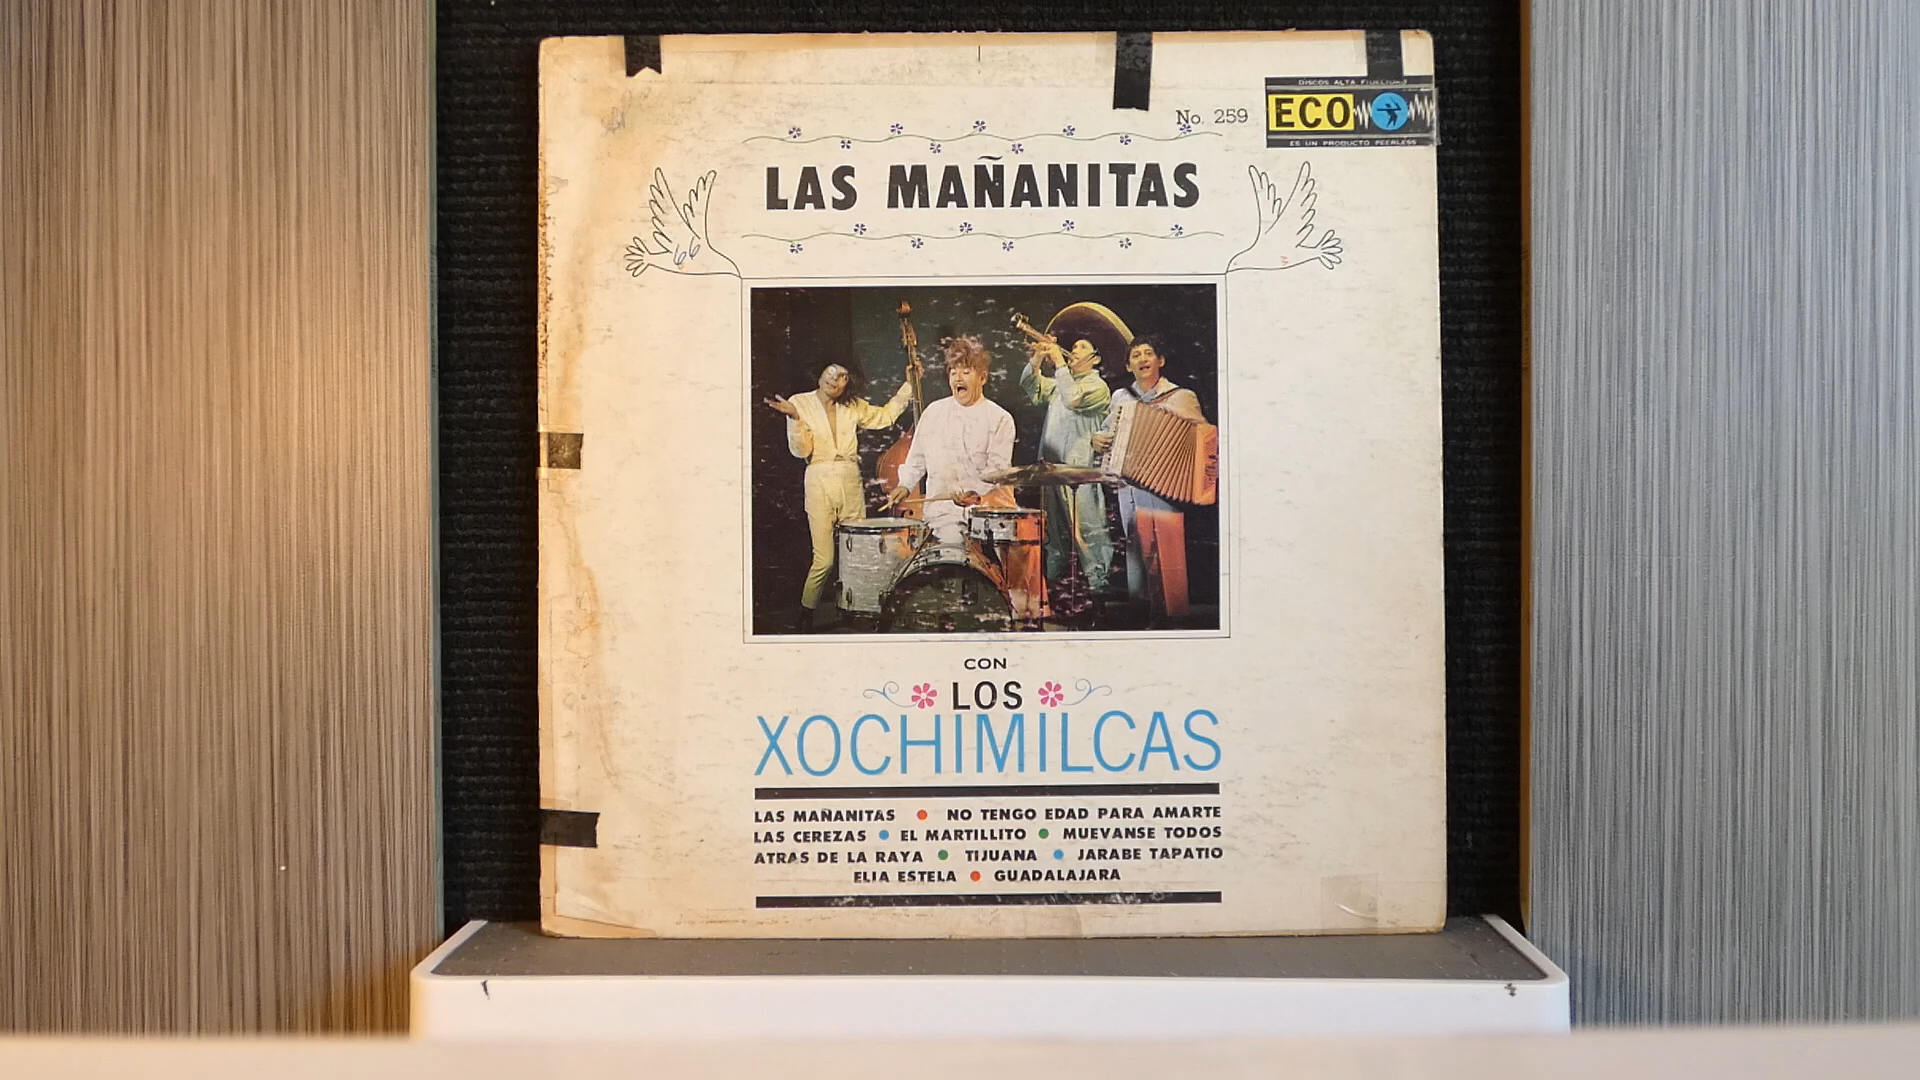 DISCOS ALTA FIDELIDAD
No. 259
ECO
ES UN PRODUCTO PEERLESS
LAS MAÑANITAS
66
CON
LOS
XOCHIMILCAS
LAS MAÑANITAS • NO TENGO EDAD PARA AMARTE
LAS CEREZAS • EL MARTILLITO • MUEVANSE TODOS
ATRAS DE LA RAYA • TIJUANA • JARABE TAPATIO
ELIA ESTELA • GUADALAJARA